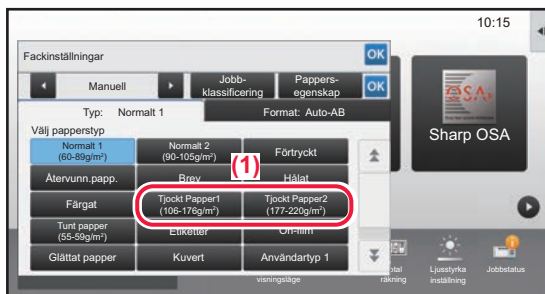 10:15
Fackinställningar
OK
Manuell
Jobb-
klassificering
Pappers-
egenskap
OK
Typ: Normalt 1
Format: Auto-AB
Välj papperstyp
Normalt 1
(60-89g/m²)
Normalt 2
(90-105g/m²)
Förtryckt
(1)
Återvunn.papp.
Brev
Hålat
Färgat
Tjockt Papper1
(106-176g/m²)
Tjockt Papper2
(177-220g/m²)
Tunt papper
(55-59g/m²)
Etiketter
OH-film
Glättat papper
Kuvert
Användartyp 1
OSA
Sharp OSA
visningsläge
räkning
Ljusstyrka
inställning
Jobbstatus